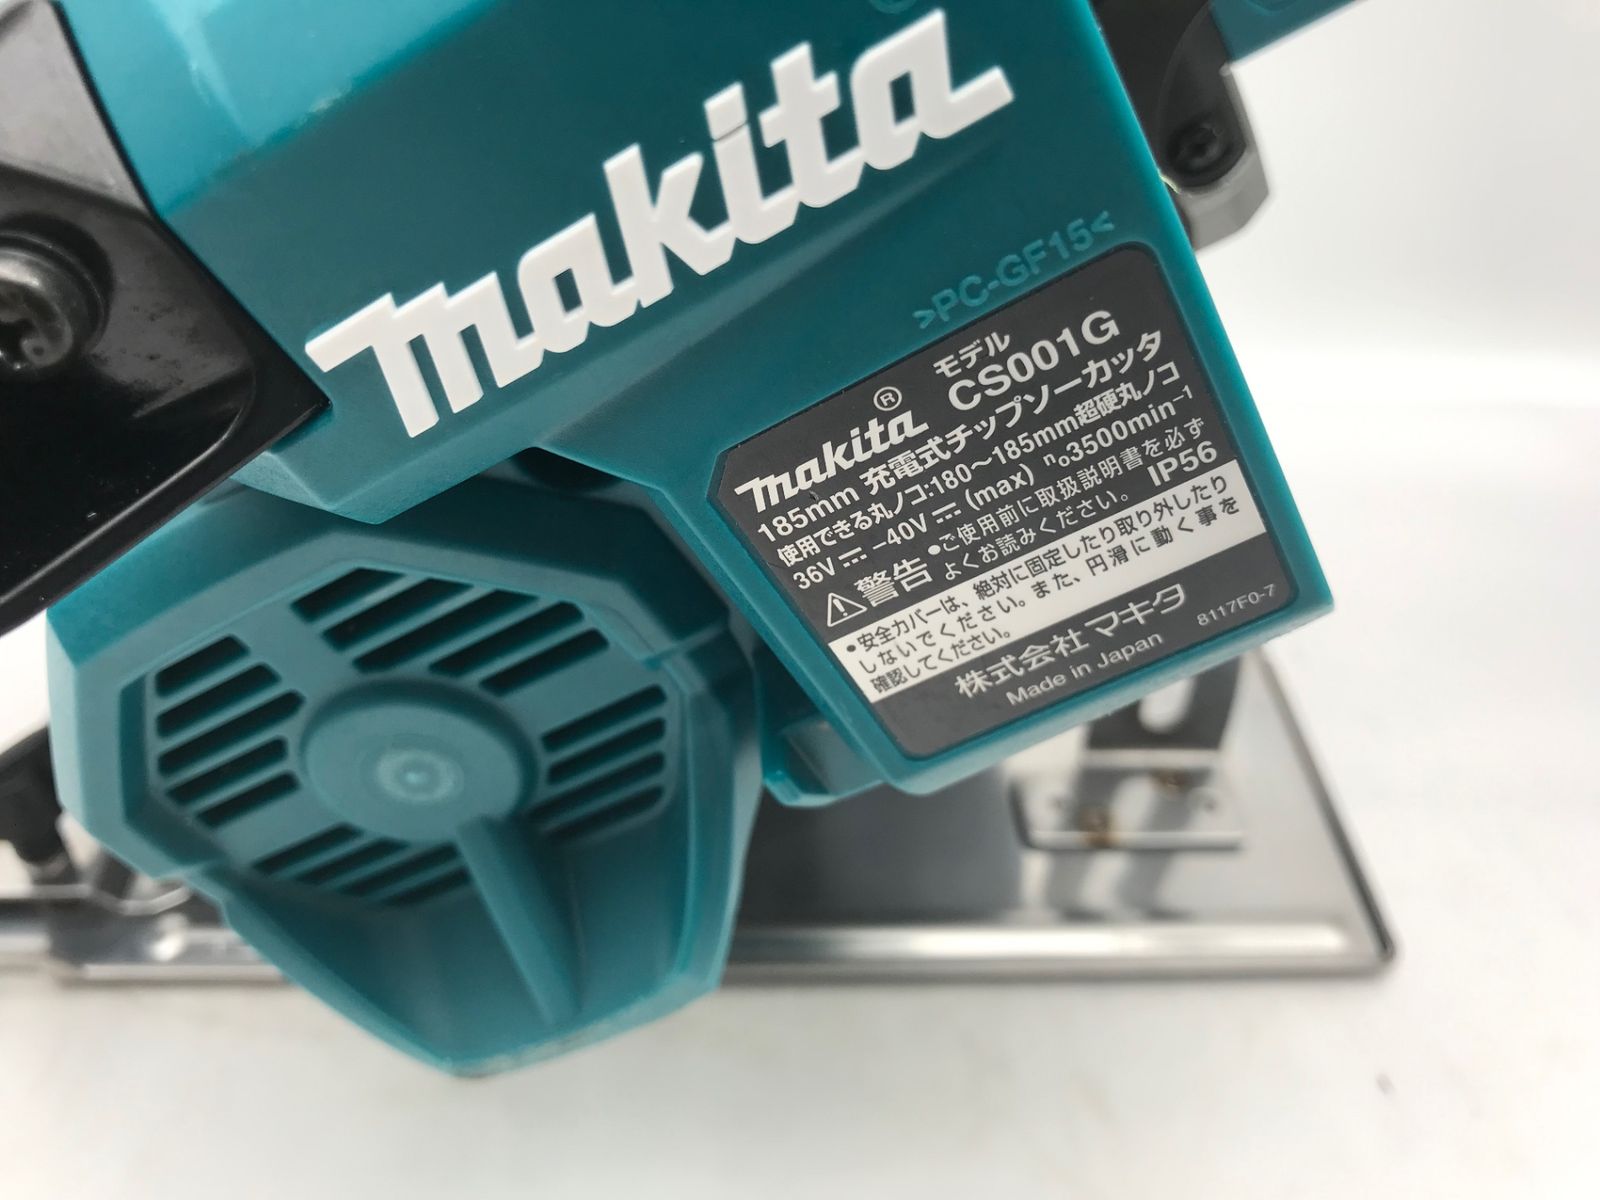 makita
>PC-GF15<
makita® モデル CS001G
185mm 充電式チップソーカッタ
使用できる丸ノコ:180～185mm超硬丸ノコ
36V⎓ -40V⎓ (max) n₀3500min⁻¹
⚠警告 •ご使用前に取扱説明書を必ず
よくお読みください。 IP56
•安全カバーは、絶対に固定したり取り外したり
しないでください。また、円滑に動く事を
確認してください。
株式会社 マキタ
Made in Japan 8117F0-7